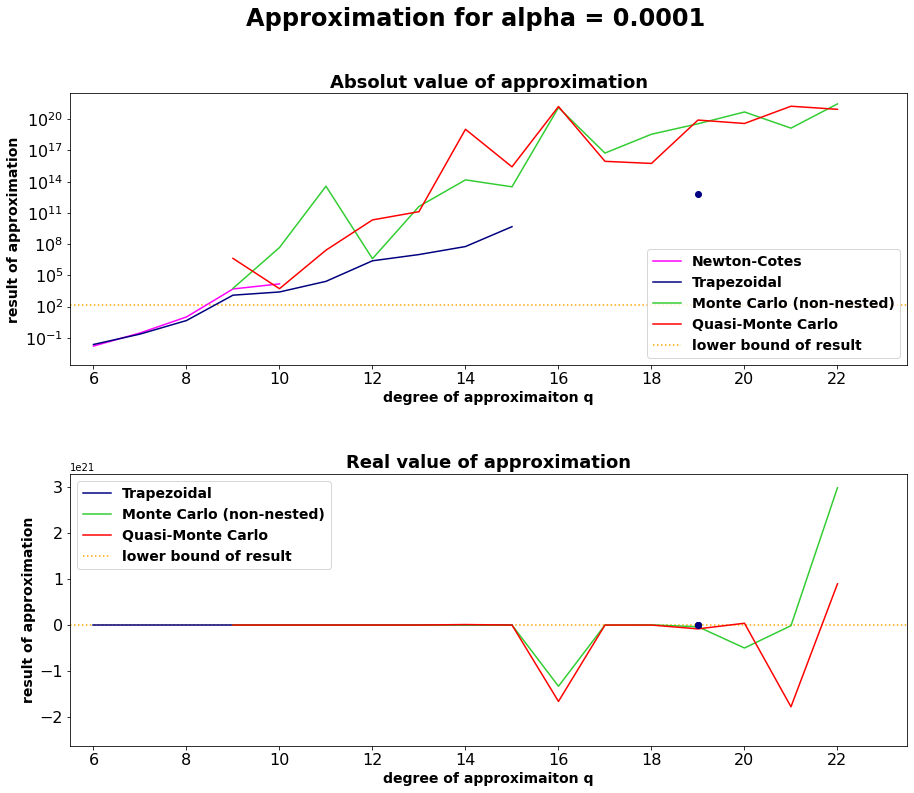 Approximation for alpha = 0.0001
Absolut value of approximation
result of approximation
10^20
10^17
10^14
10^11
10^8
10^5
10^2
10^−1
Newton-Cotes
Trapezoidal
Monte Carlo (non-nested)
Quasi-Monte Carlo
lower bound of result
6 8 10 12 14 16 18 20 22
degree of approximaiton q
Real value of approximation
1e21
result of approximation
3
2
1
0
−1
−2
Trapezoidal
Monte Carlo (non-nested)
Quasi-Monte Carlo
lower bound of result
6 8 10 12 14 16 18 20 22
degree of approximaiton q